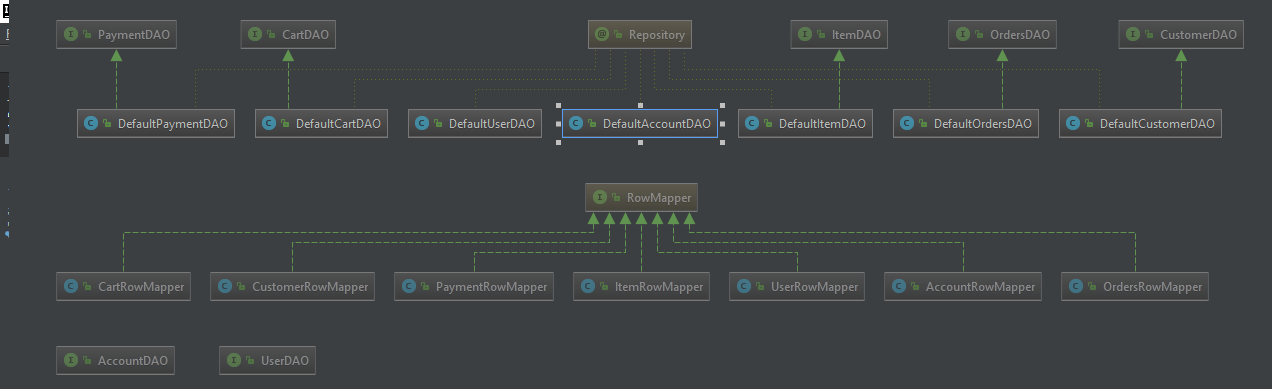 PaymentDAO CartDAO Repository ItemDAO OrdersDAO CustomerDAO
DefaultPaymentDAO DefaultCartDAO DefaultUserDAO DefaultAccountDAO DefaultItemDAO DefaultOrdersDAO DefaultCustomerDAO
RowMapper
CartRowMapper CustomerRowMapper PaymentRowMapper ItemRowMapper UserRowMapper AccountRowMapper OrdersRowMapper
AccountDAO UserDAO